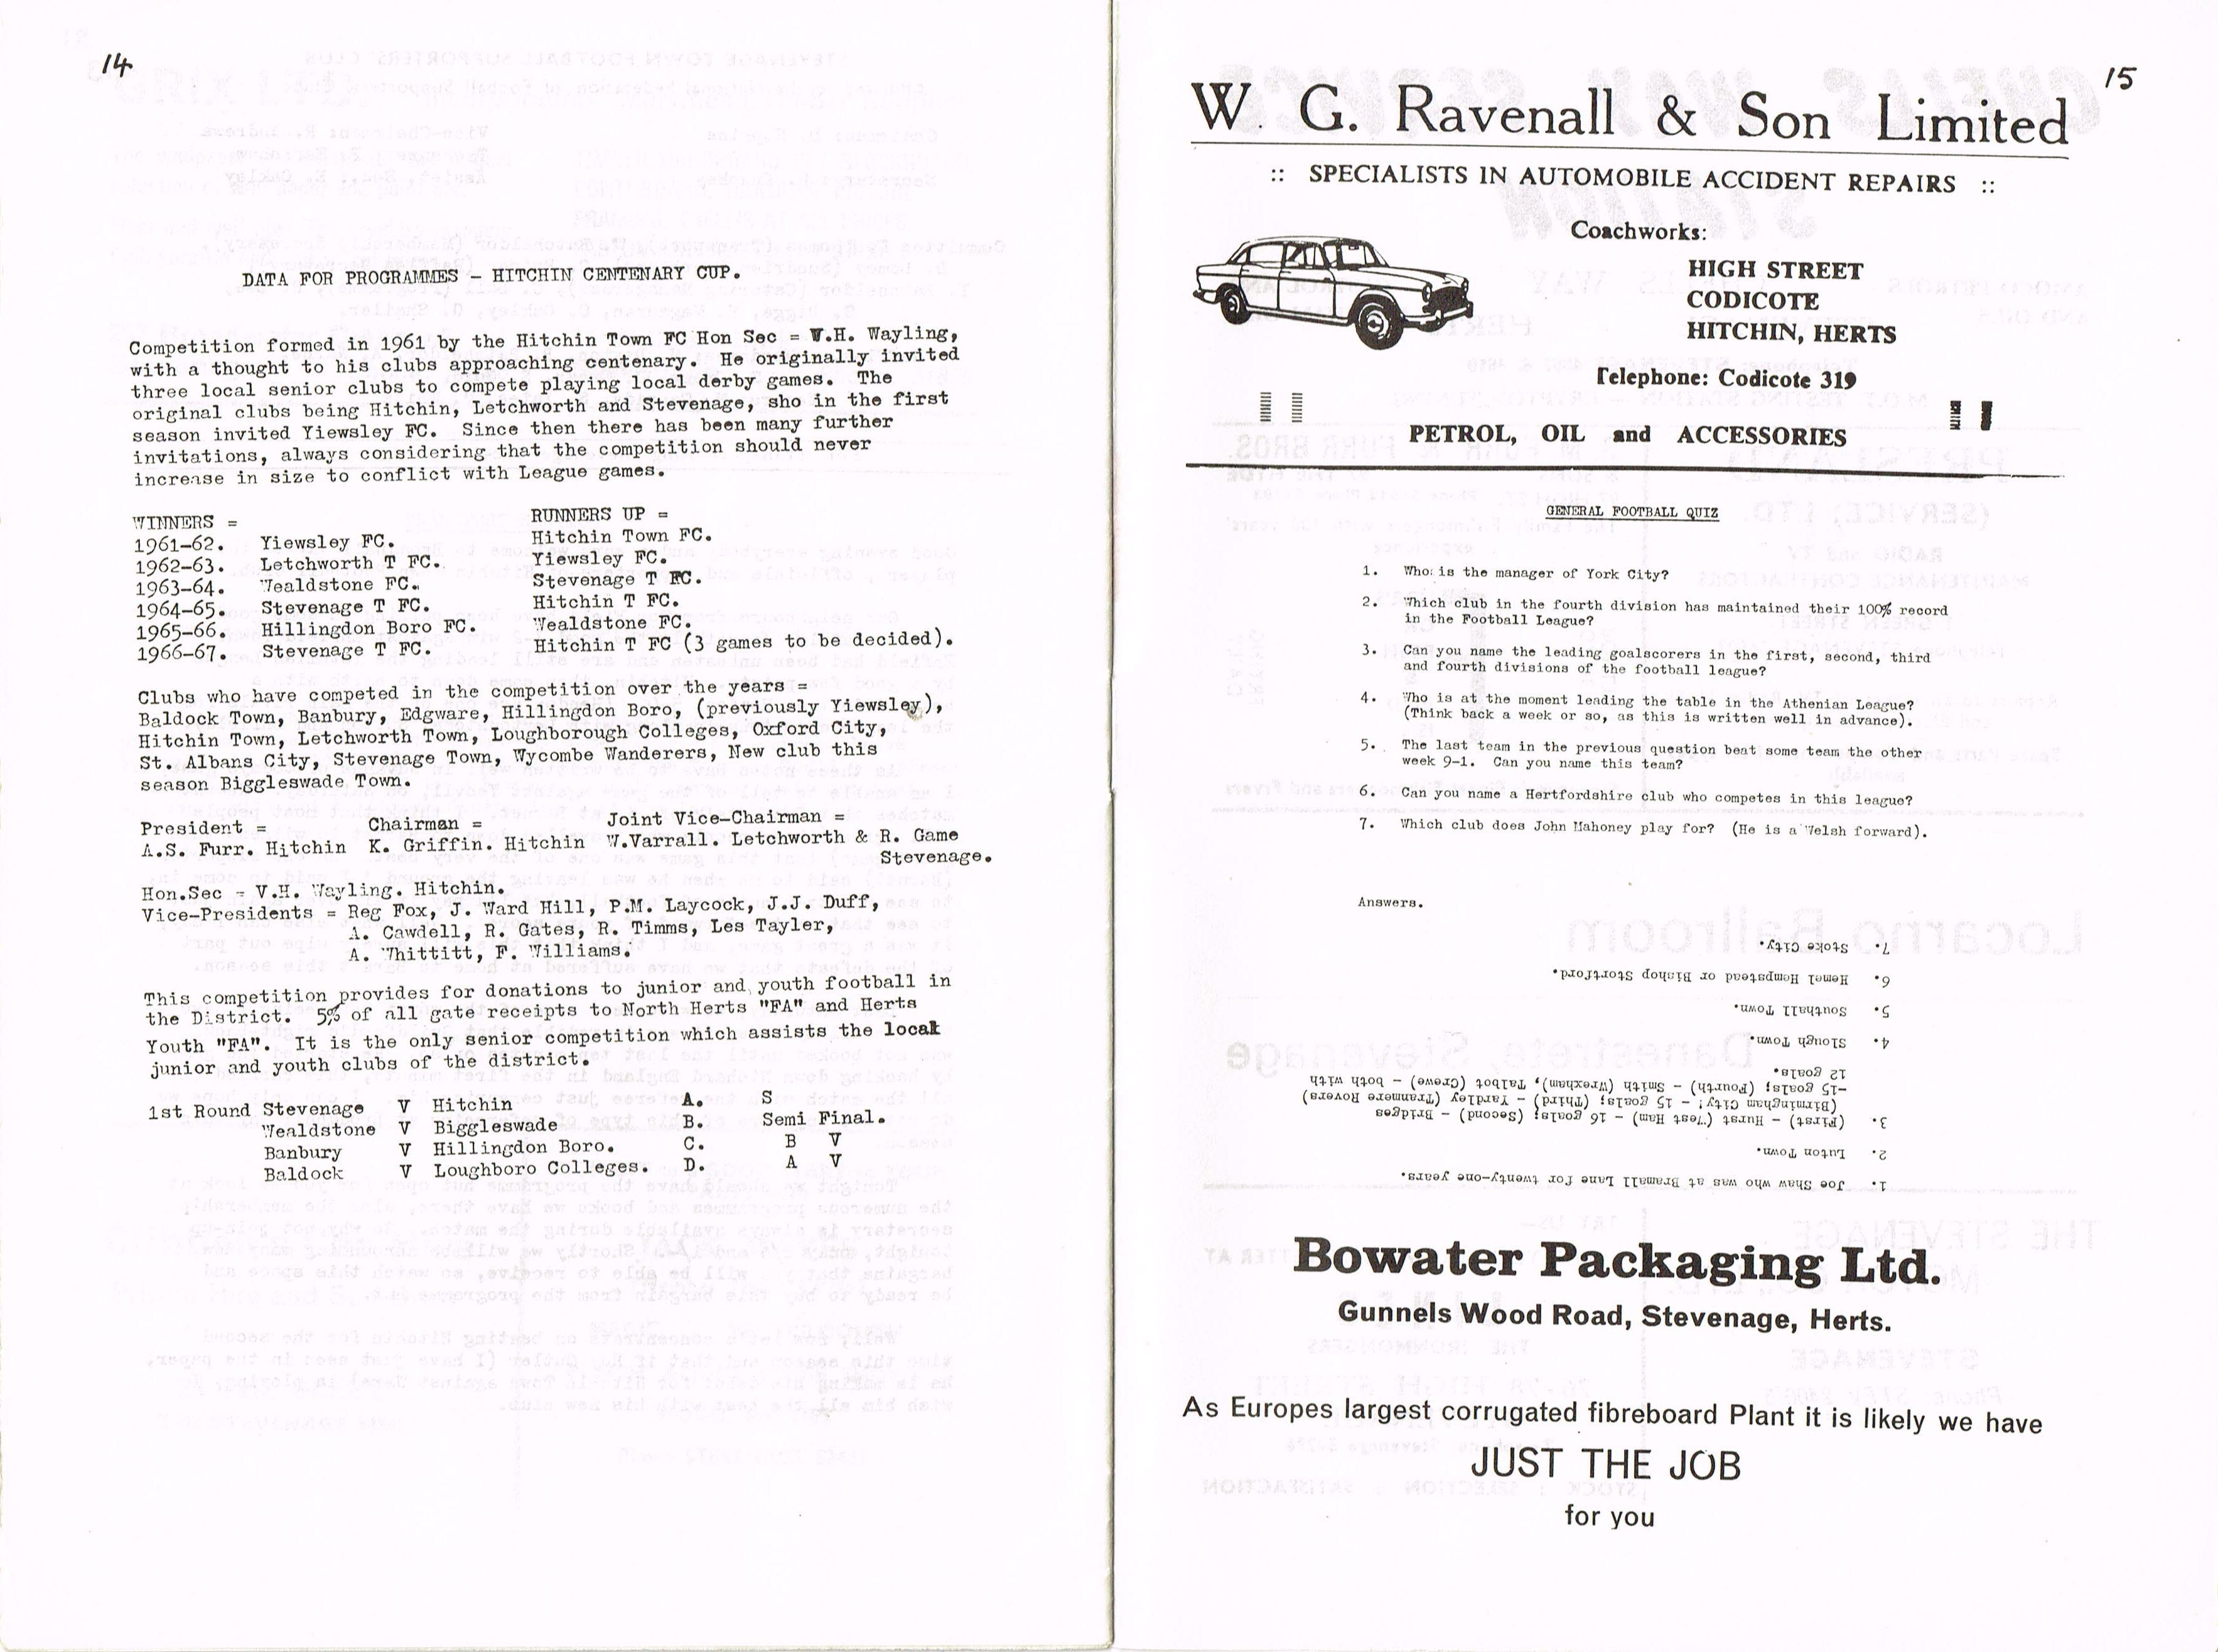 14
DATA FOR PROGRAMMES - HITCHIN CENTENARY CUP.
Competition formed in 1961 by the Hitchin Town FC Hon Sec = V.H. Wayling,
with a thought to his clubs approaching centenary. He originally invited
three local senior clubs to compete playing local derby games. The
original clubs being Hitchin, Letchworth and Stevenage, sho in the first
season invited Yiewsley FC. Since then there has been many further
invitations, always considering that the competition should never
increase in size to conflict with League games.
WINNERS = RUNNERS UP =
1961-62. Yiewsley FC. Hitchin Town FC.
1962-63. Letchworth T FC. Yiewsley FC.
1963-64. Wealdstone FC. Stevenage T FC.
1964-65. Stevenage T FC. Hitchin T FC.
1965-66. Hillingdon Boro FC. Wealdstone FC.
1966-67. Stevenage T FC. Hitchin T FC (3 games to be decided).
Clubs who have competed in the competition over the years =
Baldock Town, Banbury, Edgware, Hillingdon Boro, (previously Yiewsley),
Hitchin Town, Letchworth Town, Loughborough Colleges, Oxford City,
St. Albans City, Stevenage Town, Wycombe Wanderers, New club this
season Biggleswade Town.
President = Chairman = Joint Vice-Chairman =
A.S. Furr. Hitchin K. Griffin. Hitchin W.Varrall. Letchworth & R. Game
Stevenage.
Hon.Sec = V.H. Wayling. Hitchin.
Vice-Presidents = Reg Fox, J. Ward Hill, P.M. Laycock, J.J. Duff,
A. Cawdell, R. Gates, R. Timms, Les Tayler,
A. Whittitt, F. Williams.
This competition provides for donations to junior and youth football in
the District. 5% of all gate receipts to North Herts "FA" and Herts
Youth "FA". It is the only senior competition which assists the local
junior and youth clubs of the district.
1st Round Stevenage V Hitchin A. S
Wealdstone V Biggleswade B. Semi Final.
Banbury V Hillingdon Boro. C. B V
Baldock V Loughboro Colleges. D. A V
15
W. G. Ravenall & Son Limited
:: SPECIALISTS IN AUTOMOBILE ACCIDENT REPAIRS ::
Coachworks:
HIGH STREET
CODICOTE
HITCHIN, HERTS
Telephone: Codicote 319
PETROL, OIL and ACCESSORIES
GENERAL FOOTBALL QUIZ
1. Who is the manager of York City?
2. Which club in the fourth division has maintained their 100% record
in the Football League?
3. Can you name the leading goalscorers in the first, second, third
and fourth divisions of the football league?
4. Who is at the moment leading the table in the Athenian League?
(Think back a week or so, as this is written well in advance).
5. The last team in the previous question beat some team the other
week 9-1. Can you name this team?
6. Can you name a Hertfordshire club who competes in this league?
7. Which club does John Mahoney play for? (He is a Welsh forward).
Answers.
1. Joe Shaw who was at Bramall Lane for twenty-one years.
2. Luton Town.
3. (First) - Hurst (West Ham) - 16 goals; (Second) - Bridges
(Birmingham City) - 15 goals; (Third) - Yardley (Tranmere Rovers)
-15 goals; (Fourth) - Smith (Wrexham), Talbot (Crewe) - both with
12 goals.
4. Slough Town.
5. Southall Town.
6. Hemel Hempstead or Bishop Stortford.
7. Stoke City.
Bowater Packaging Ltd.
Gunnels Wood Road, Stevenage, Herts.
As Europes largest corrugated fibreboard Plant it is likely we have
JUST THE JOB
for you